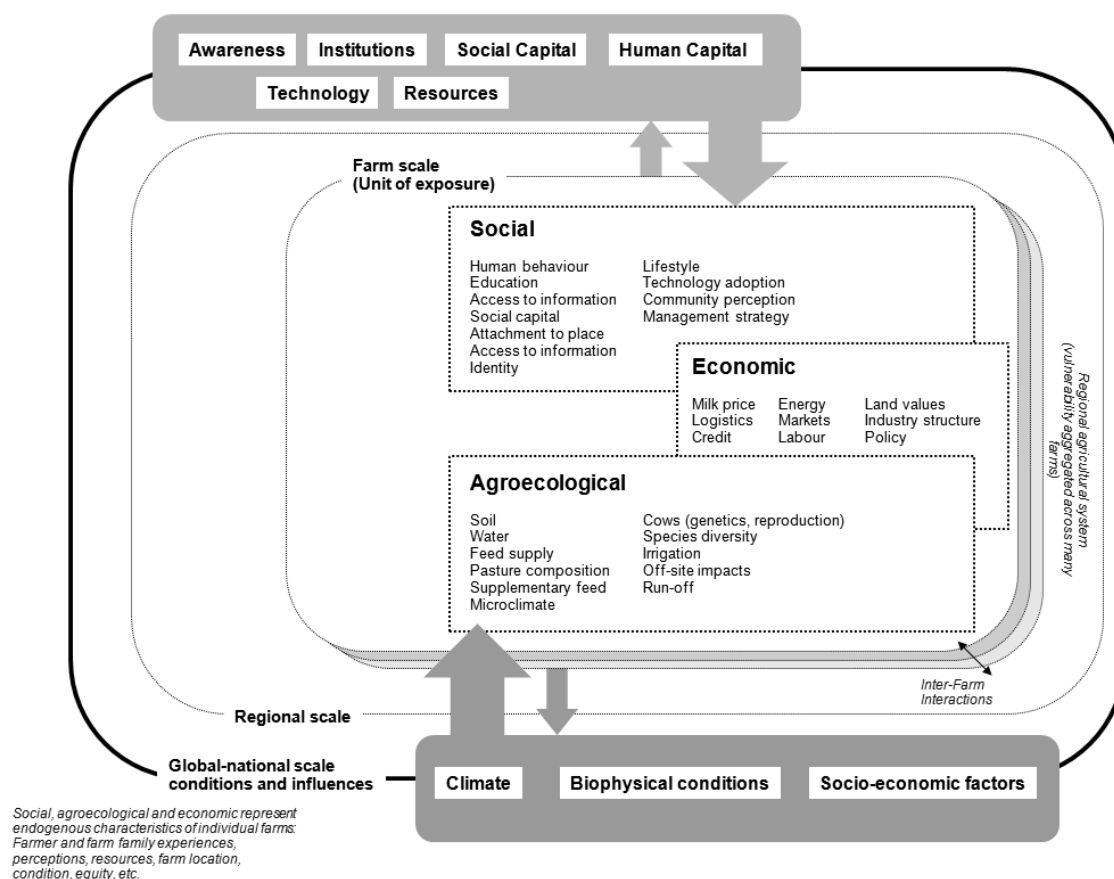 Awareness
Institutions
Social Capital
Human Capital
Technology
Resources
Farm scale
(Unit of exposure)
Social
Human behaviour
Education
Access to information
Social capital
Attachment to place
Access to information
Identity
Lifestyle
Technology adoption
Community perception
Management strategy
Economic
Milk price
Logistics
Credit
Energy
Markets
Labour
Land values
Industry structure
Policy
Agroecological
Soil
Water
Feed supply
Pasture composition
Supplementary feed
Microclimate
Cows (genetics, reproduction)
Species diversity
Irrigation
Off-site impacts
Run-off
Regional agricultural system
(vulnerability aggregated across many
farms)
Inter-Farm
Interactions
Regional scale
Global-national scale
conditions and influences
Climate
Biophysical conditions
Socio-economic factors
Social, agroecological and economic represent
endogenous characteristics of individual farms:
Farmer and farm family experiences,
perceptions, resources, farm location,
condition, equity, etc.